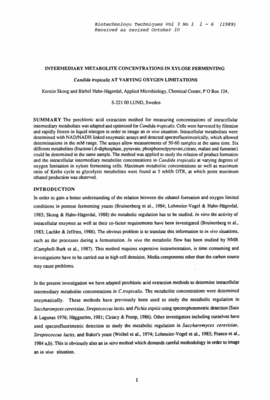 Biotechnology Techniques Vol 3 No 1 1 - 6 (1989)
Received as revised October 10
INTERMEDIARY METABOLITE CONCENTRATIONS IN XYLOSE FERMENTING
Candida tropicalis AT VARYING OXYGEN LIMITATIONS
Kerstin Skoog and Bärbel Hahn-Hägerdal, Applied Microbiology, Chemical Center, P O Box 124,
S-221 00 LUND, Sweden
SUMMARY The perchloric acid extraction method for measuring concentrations of intracellular
intermediary metabolites was adapted and optimized for Candida tropicalis. Cells were harvested by filtration
and rapidly frozen in liquid nitrogen in order to image an in vivo situation. Intracellular metabolites were
determined with NAD/NADH linked enzymatic assays and detected spectrofluorometrically, which allowed
determinations in the mM range. The assays allow measurements of 50-60 samples at the same time. Six
different metabolites (fructose1,6-diphosphate, pyruvate, phosphoenolpyruvate, citrate, malate and fumarate)
could be determined in the same sample. The method was applied to study the relation of product formation
and the intracellular intermediary metabolite concentrations in Candida tropicalis at varying degrees of
oxygen limitation in xylose fermenting cells. Maximum metabolite concentrations as well as maximum
ratio of Krebs cycle to glycolytic metabolites were found at 5 mM/h OTR, at which point maximum
ethanol production was observed.
INTRODUCTION
In order to gain a better understanding of the relation between the ethanol formation and oxygen limited
conditions in pentose fermenting yeast (Bruinenberg et al., 1984; Lohmeier-Vogel & Hahn-Hägerdal,
1985; Skoog & Hahn-Hägerdal, 1988) the metabolic regulation has to be studied. In vitro the activity of
intracellular enzymes as well as their co-factor requirements have been investigated (Bruinenberg et al.,
1983; Lachke & Jeffries, 1986). The obvious problem is to translate this information to in vivo situations,
such as the processes during a fermentation. In vivo the metabolic flow has been studied by NMR
(Campbell-Burk et al., 1987). This method requires expensive instrumentation, is time consuming and
investigations have to be carried out in high cell densities. Media components other than the carbon source
may cause problems.
In the present investigation we have adapted perchloric acid extraction methods to determine intracellular
intermediary metabolite concentrations in C.tropicalis. The metabolite concentrations were determined
enzymatically. These methods have previously been used to study the metabolic regulation in
Saccharomyces cerevisiae, Streptococcus lactis, and Pichia stipitis using spectrophotometric detection (Saez
& Lagunas 1976; Häggström, 1981; Cziacy & Pross, 1986). Other investigators including ourselves have
used spectrofluorometric detection to study the metabolic regulation in Saccharomyces cerevisiae,
Streptococcus lactis, and Baker's yeast (Weibel et al., 1974; Lohmeier-Vogel et al., 1983; Franco et al.,
1984 a,b). This is obviously also an in vitro method which demands careful methodology in order to image
an in vivo situation.
1